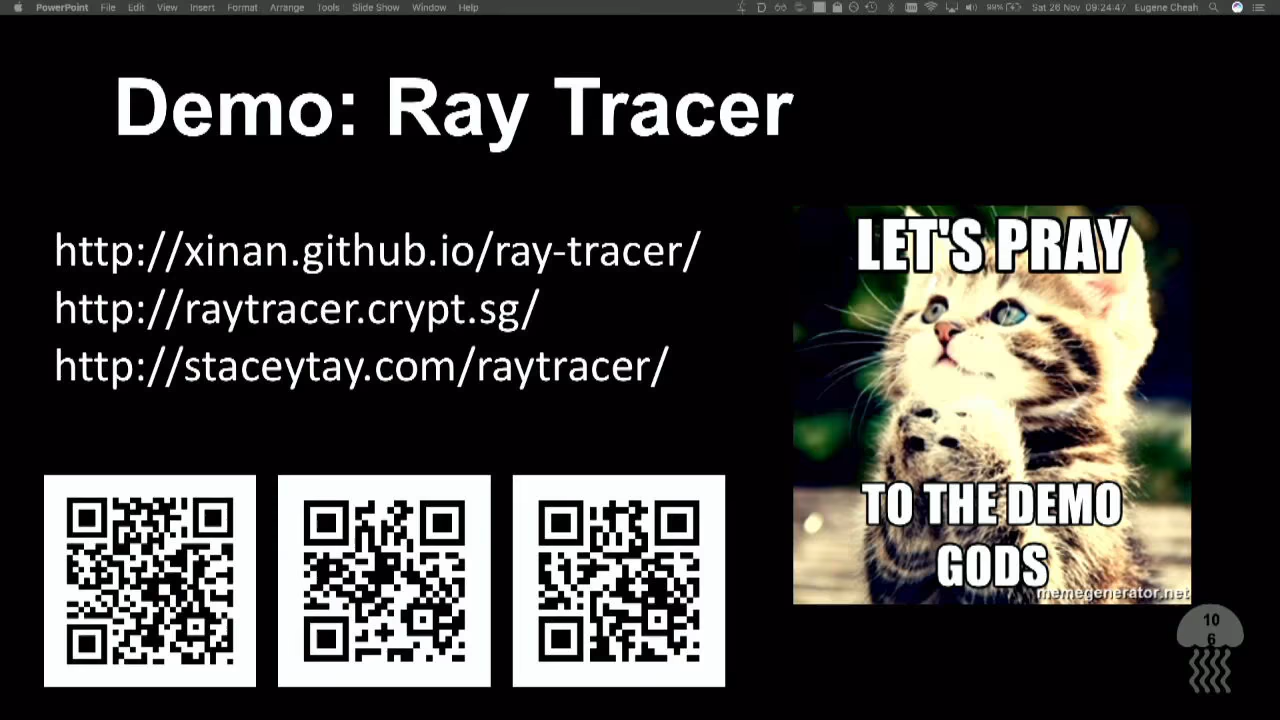 PowerPoint File Edit View Insert Format Arrange Tools Slide Show Window Help 99% Sat 26 Nov 09:24:47 Eugene Cheah
Demo: Ray Tracer
http://xinan.github.io/ray-tracer/
http://raytracer.crypt.sg/
http://staceytay.com/raytracer/
LET'S PRAY
TO THE DEMO
GODS
memegenerator.net
10
6